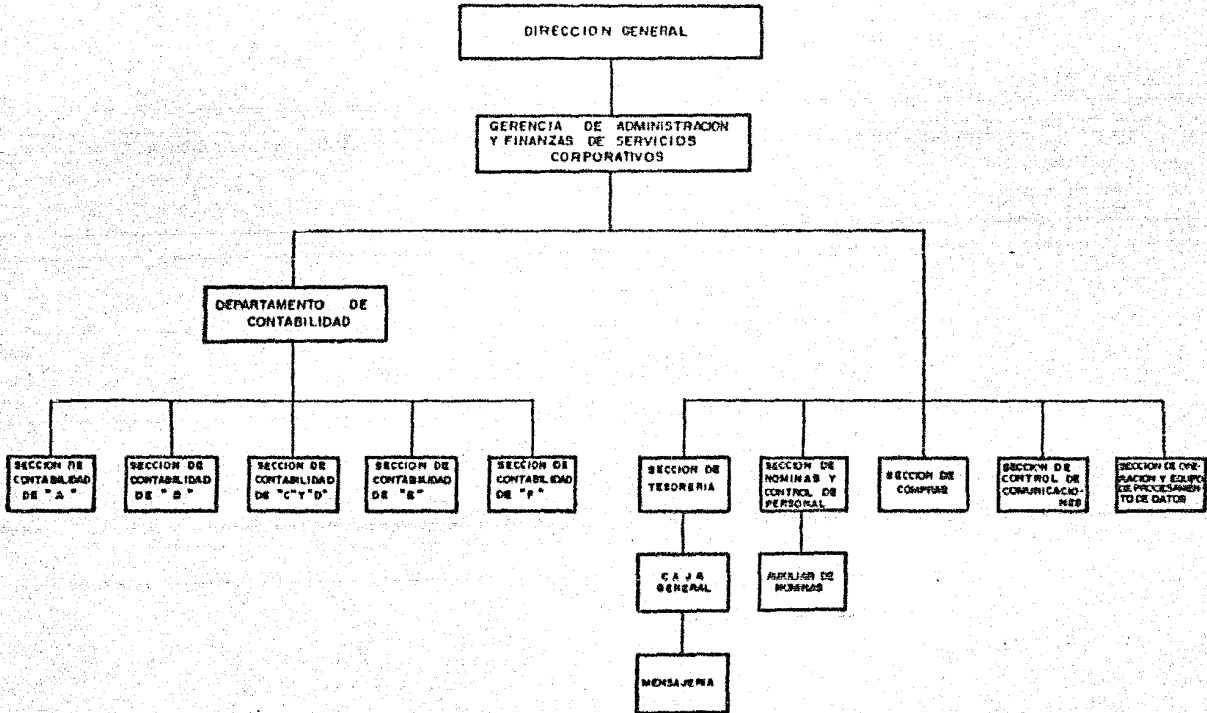 DIRECCION GENERAL
GERENCIA DE ADMINISTRACION
Y FINANZAS DE SERVICIOS
CORPORATIVOS
DEPARTAMENTO DE
CONTABILIDAD
SECCION DE
CONTABILIDAD
DE "A"
SECCION DE
CONTABILIDAD
DE "B"
SECCION DE
CONTABILIDAD
DE "C"Y"D"
SECCION DE
CONTABILIDAD
DE "E"
SECCION DE
CONTABILIDAD
DE "F"
SECCION DE
TESORERIA
SECCION DE
NOMINAS Y
CONTROL DE
PERSONAL
SECCION DE
COMPRAS
SECCION DE
CONTROL DE
COMUNICACIO-
NES
SECCION DE OPE-
RACION Y EQUIPO
DE PROCESAMIEN-
TO DE DATOS
CAJA
GENERAL
AUXILIAR DE
NOMINAS
MENSAJERIA